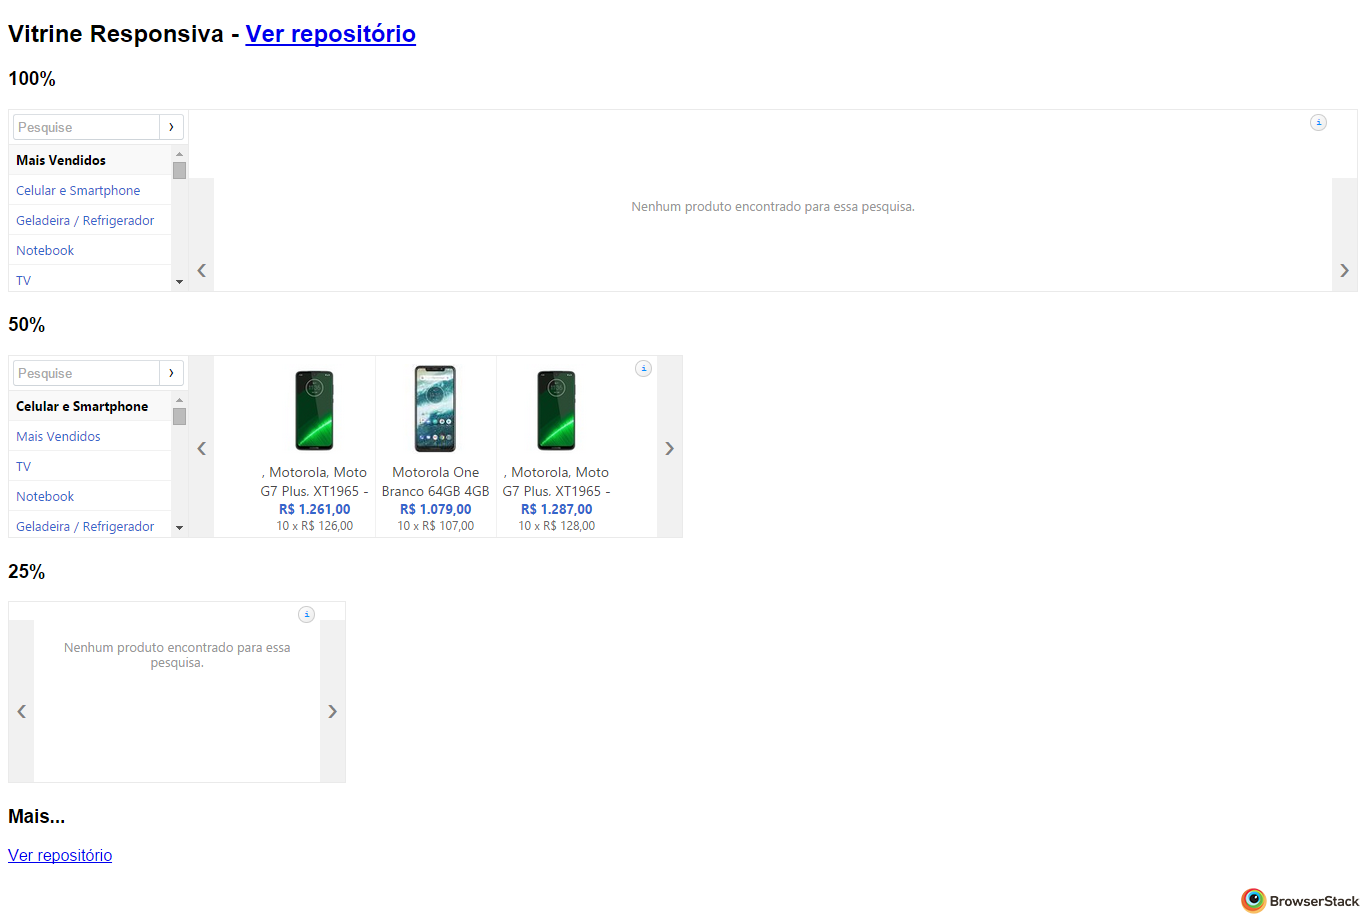 Vitrine Responsiva - Ver repositório
100%
Pesquise
Mais Vendidos
Celular e Smartphone
Geladeira / Refrigerador
Notebook
TV
Nenhum produto encontrado para essa pesquisa.
50%
Pesquise
Celular e Smartphone
Mais Vendidos
TV
Notebook
Geladeira / Refrigerador
, Motorola, Moto
G7 Plus. XT1965 -
R$ 1.261,00
10 x R$ 126,00
Motorola One
Branco 64GB 4GB
R$ 1.079,00
10 x R$ 107,00
, Motorola, Moto
G7 Plus. XT1965 -
R$ 1.287,00
10 x R$ 128,00
25%
Nenhum produto encontrado para essa
pesquisa.
Mais...
Ver repositório
BrowserStack